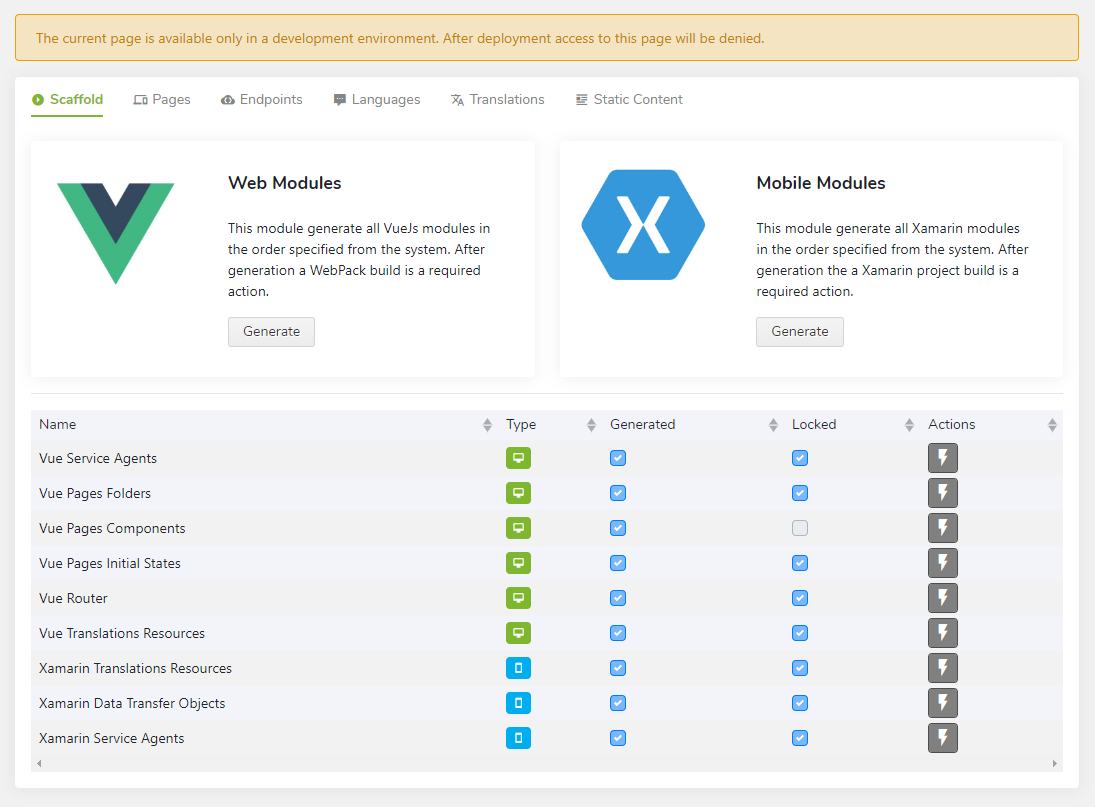 The current page is available only in a development environment. After deployment access to this page will be denied.
Scaffold Pages Endpoints Languages Translations Static Content
Web Modules
This module generate all VueJs modules in
the order specified from the system. After
generation a WebPack build is a required
action.
Generate
Mobile Modules
This module generate all Xamarin modules
in the order specified from the system. After
generation the a Xamarin project build is a
required action.
Generate
Name Type Generated Locked Actions
Vue Service Agents
Vue Pages Folders
Vue Pages Components
Vue Pages Initial States
Vue Router
Vue Translations Resources
Xamarin Translations Resources
Xamarin Data Transfer Objects
Xamarin Service Agents